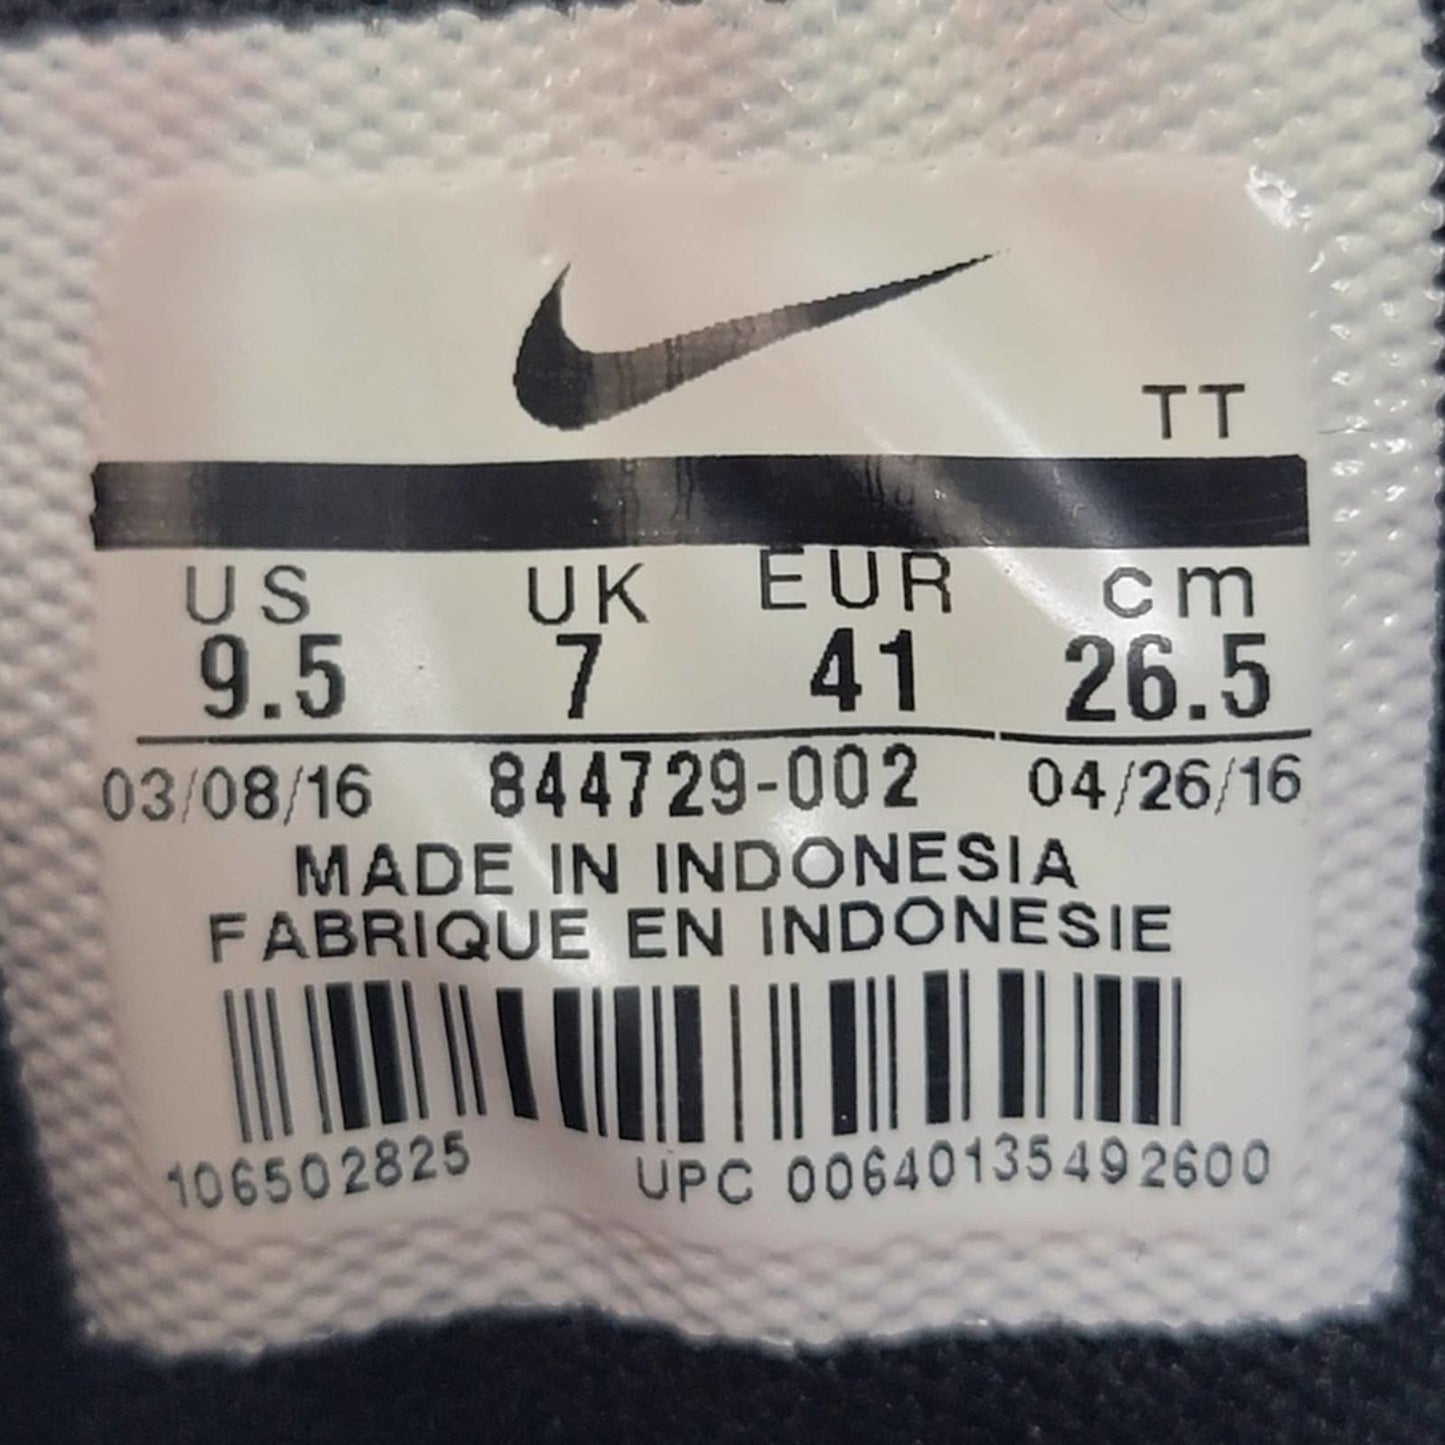 TT
US UK EUR cm
9.5 7 41 26.5
03/08/16 844729-002 04/26/16
MADE IN INDONESIA
FABRIQUE EN INDONESIE
106502825 UPC 00640135492600